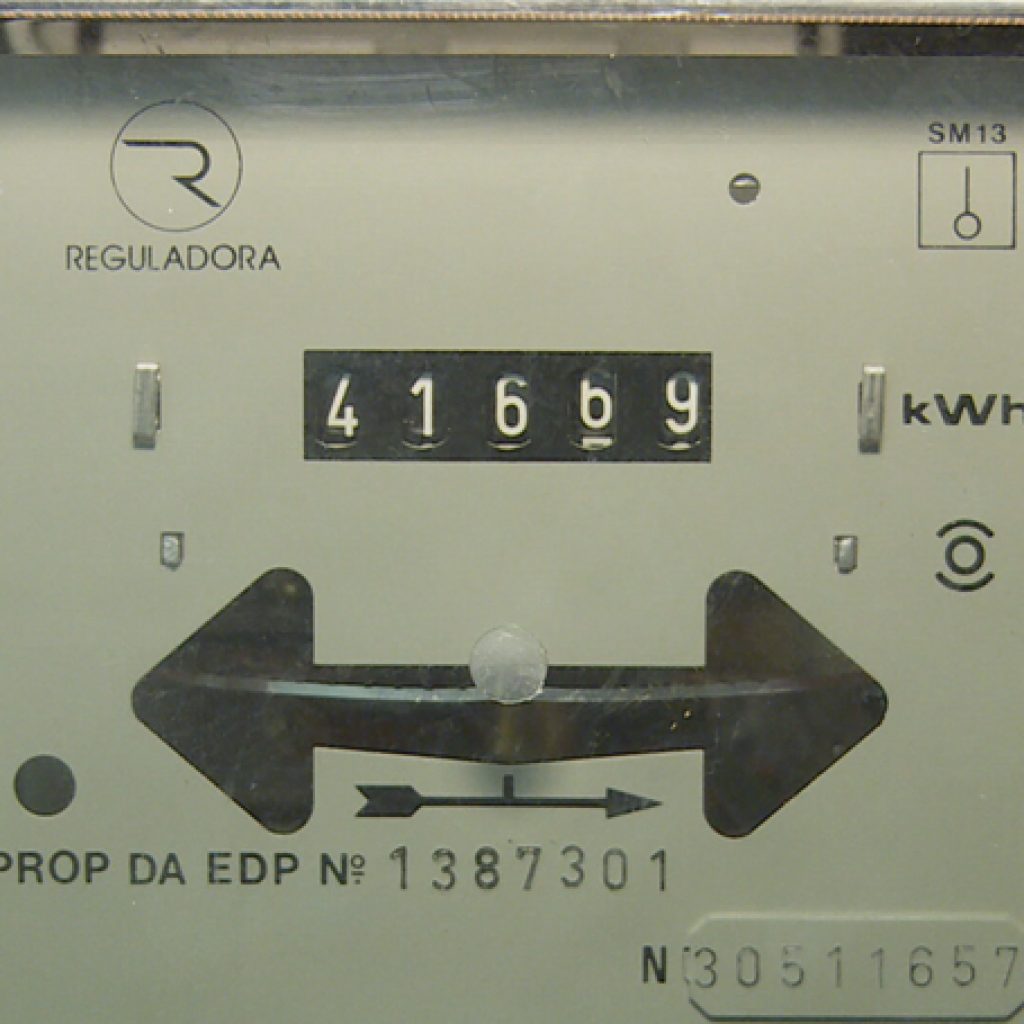 SM13
REGULADORA
41669
kWh
PROP DA EDP Nº 1387301
N 30511657